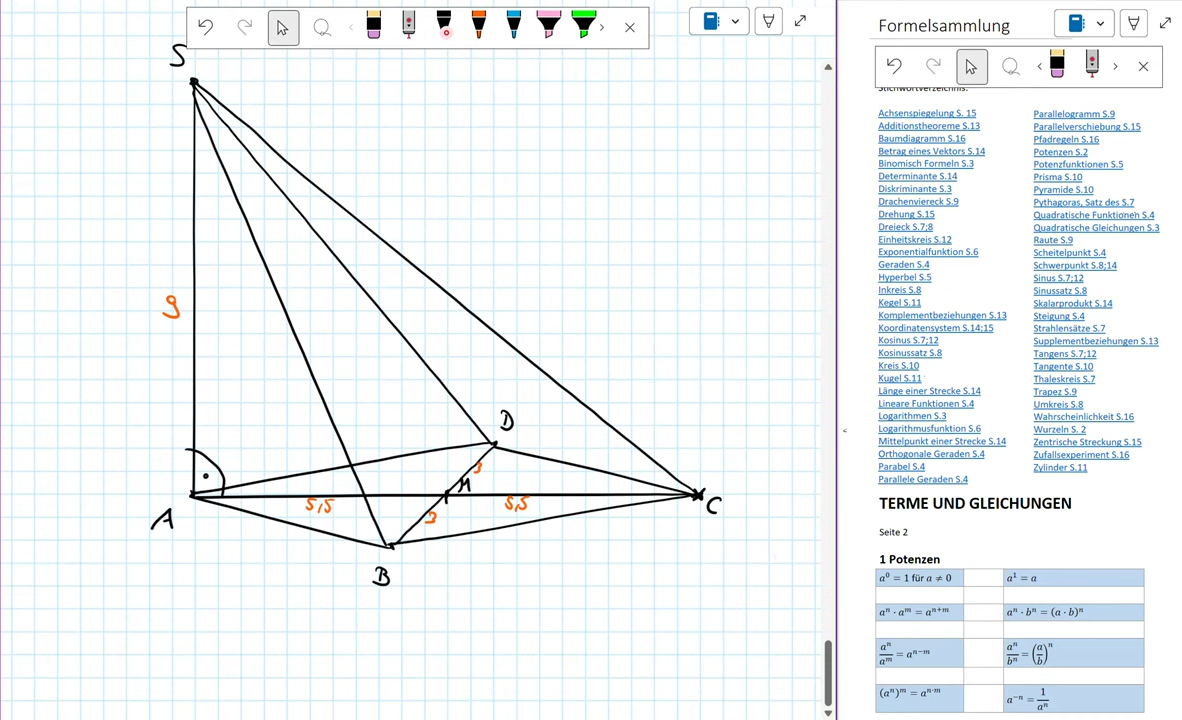 S
9
D
3
M
A
5,5
5,5
C
3
B
Formelsammlung
Stichwortverzeichnis:
Achsenspiegelung S. 15
Additionstheoreme S.13
Baumdiagramm S.16
Betrag eines Vektors S.14
Binomisch Formeln S.3
Determinante S.14
Diskriminante S.3
Drachenviereck S.9
Drehung S.15
Dreieck S.7;8
Einheitskreis S.12
Exponentialfunktion S.6
Geraden S.4
Hyperbel S.5
Inkreis S.8
Kegel S.11
Komplementbeziehungen S.13
Koordinatensystem S.14;15
Kosinus S.7;12
Kosinussatz S.8
Kreis S.10
Kugel S.11
Länge einer Strecke S.14
Lineare Funktionen S.4
Logarithmen S.3
Logarithmusfunktion S.6
Mittelpunkt einer Strecke S.14
Orthogonale Geraden S.4
Parabel S.4
Parallele Geraden S.4
Parallelogramm S.9
Parallelverschiebung S.15
Pfadregeln S.16
Potenzen S.2
Potenzfunktionen S.5
Prisma S.10
Pyramide S.10
Pythagoras, Satz des S.7
Quadratische Funktionen S.4
Quadratische Gleichungen S.3
Raute S.9
Scheitelpunkt S.4
Schwerpunkt S.8;14
Sinus S.7;12
Sinussatz S.8
Skalarprodukt S.14
Steigung S.4
Strahlensätze S.7
Supplementbeziehungen S.13
Tangens S.7;12
Tangente S.10
Thaleskreis S.7
Trapez S.9
Umkreis S.8
Wahrscheinlichkeit S.16
Wurzeln S. 2
Zentrische Streckung S.15
Zufallsexperiment S.16
Zylinder S.11
TERME UND GLEICHUNGEN
Seite 2
1 Potenzen
a⁰ = 1 für a ≠ 0
a¹ = a
aⁿ · aᵐ = aⁿ⁺ᵐ
aⁿ · bⁿ = (a · b)ⁿ
aⁿ/aᵐ = aⁿ⁻ᵐ
aⁿ/bⁿ = (a/b)ⁿ
(aⁿ)ᵐ = aⁿ·ᵐ
a⁻ⁿ = 1/aⁿ